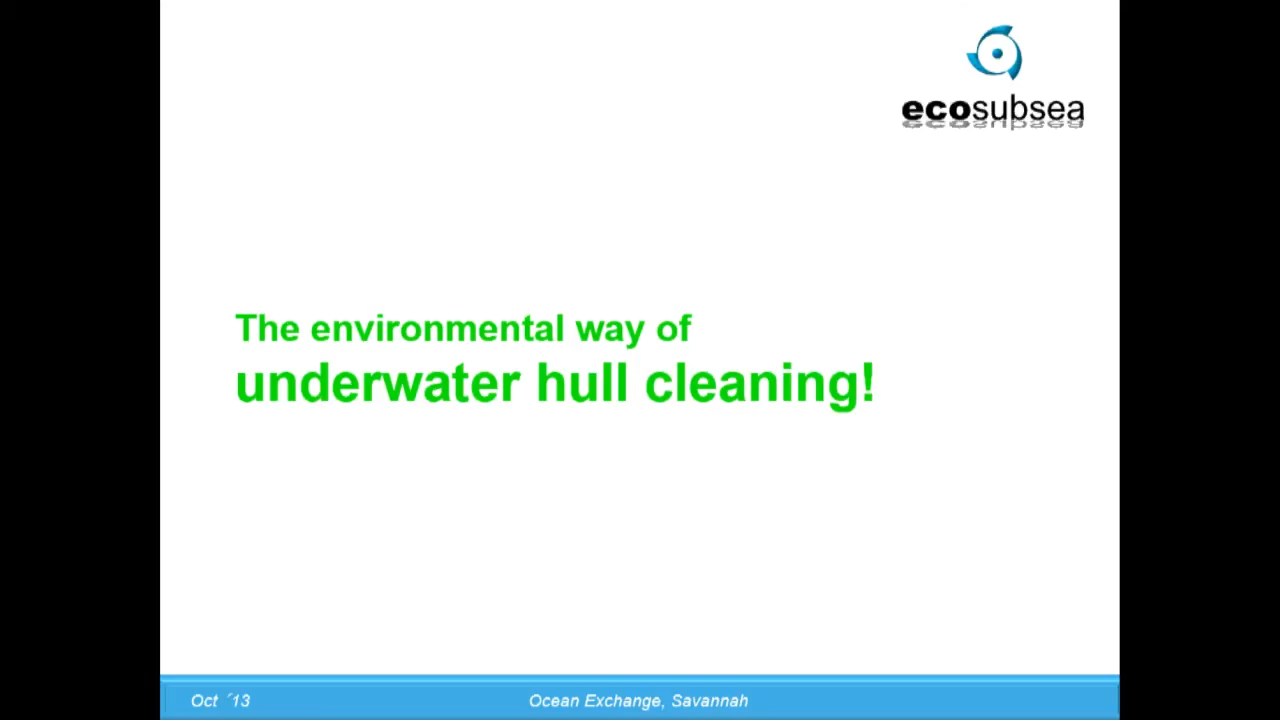 ecosubsea
The environmental way of
underwater hull cleaning!
Oct ´13
Ocean Exchange, Savannah